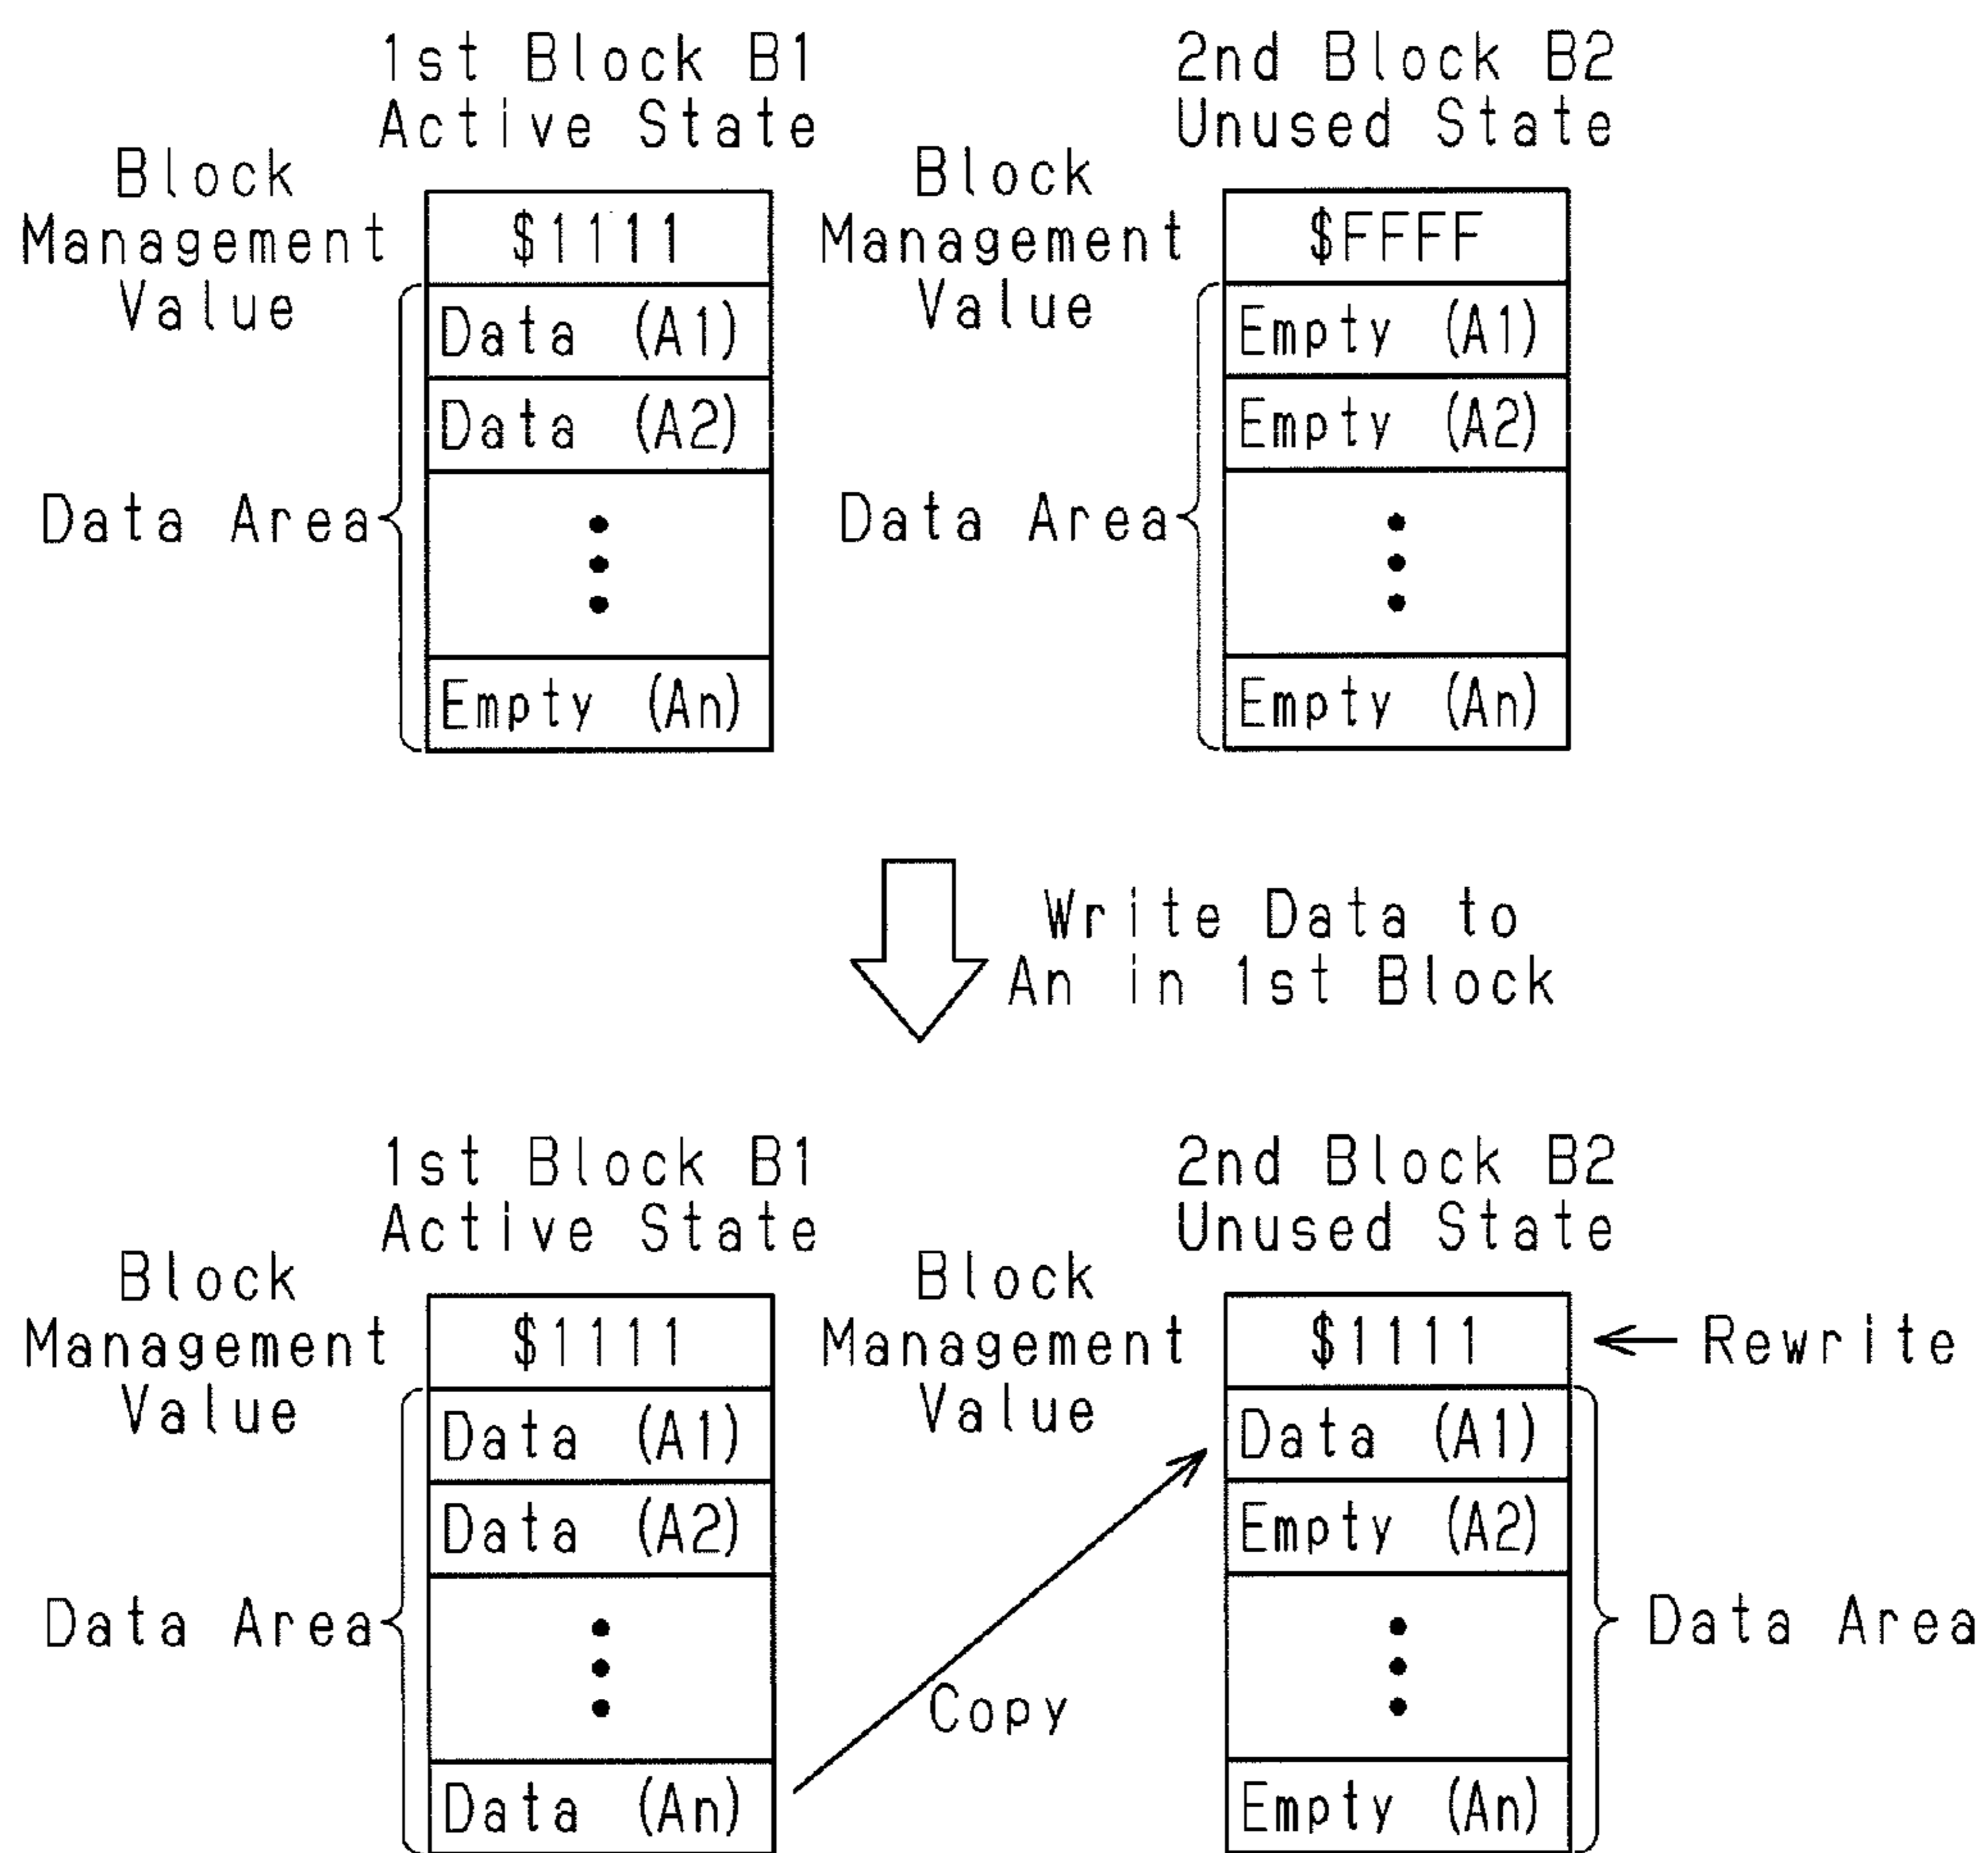 1st Block B1
Active State
Block
Management
Value
$1111
Data (A1)
Data (A2)
Data Area
Empty (An)
2nd Block B2
Unused State
Block
Management
Value
$FFFF
Empty (A1)
Empty (A2)
Data Area
Empty (An)
Write Data to
An in 1st Block
1st Block B1
Active State
Block
Management
Value
$1111
Data (A1)
Data (A2)
Data Area
Data (An)
Copy
2nd Block B2
Unused State
Block
Management
Value
$1111
Rewrite
Data (A1)
Empty (A2)
Data Area
Empty (An)